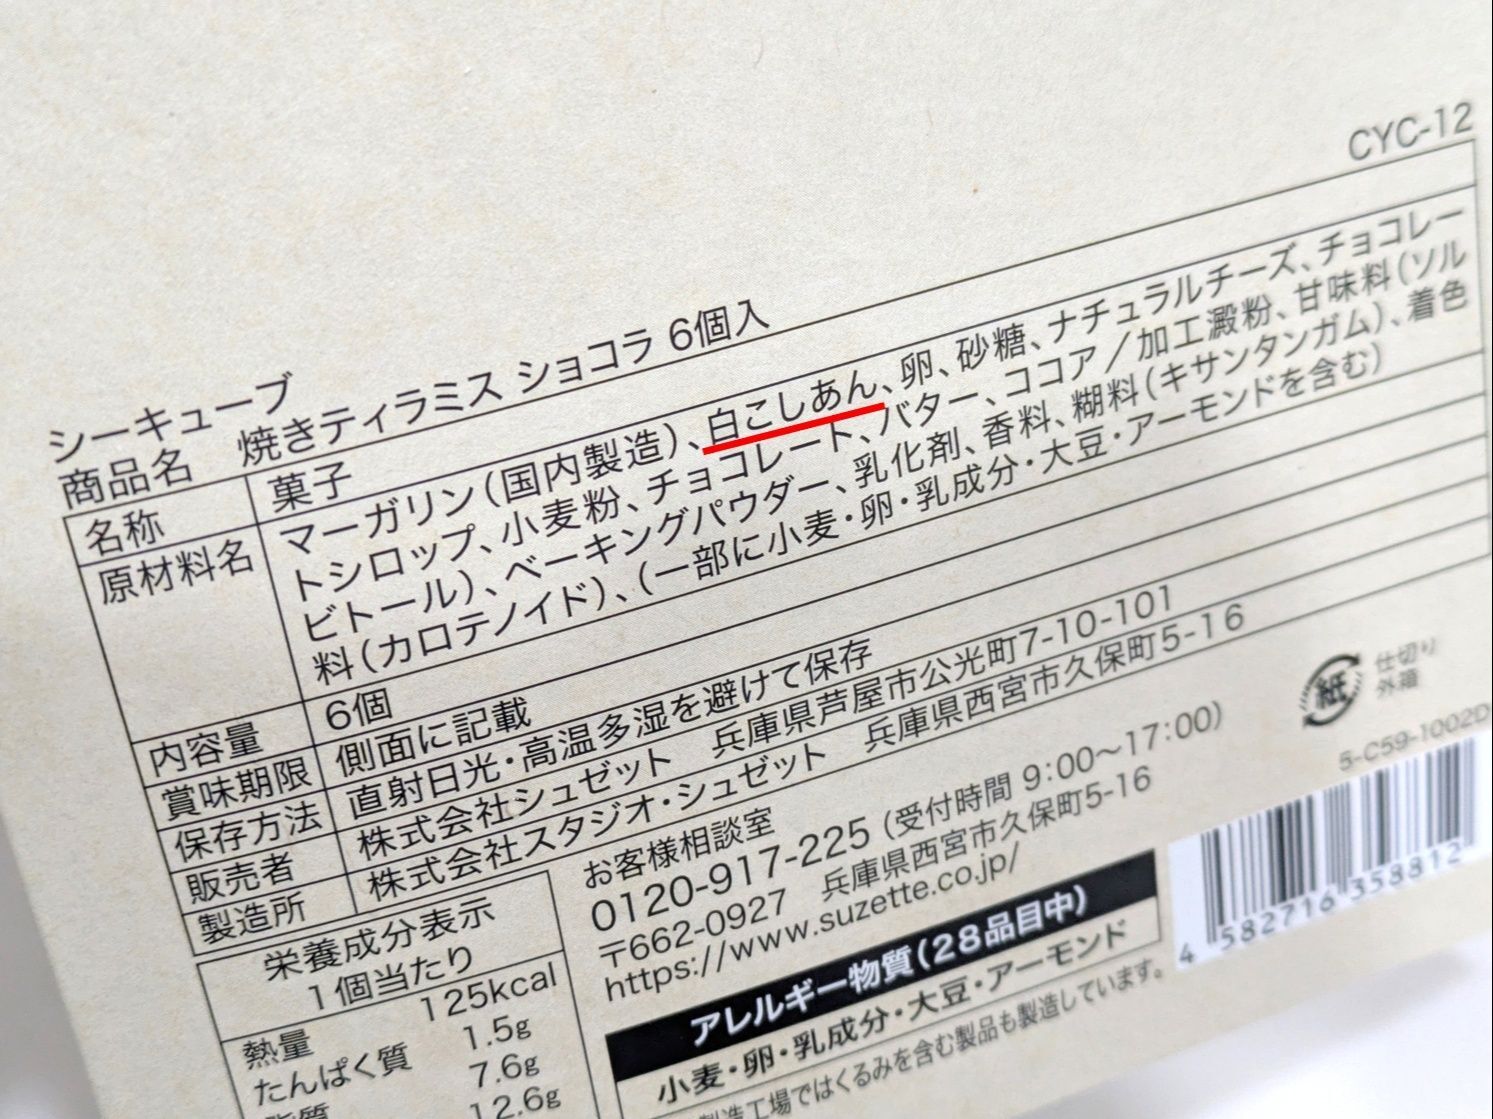 CYC-12
シーキューブ
商品名 焼きティラミス ショコラ 6個入
名称 菓子
原材料名 マーガリン(国内製造)、白こしあん、卵、砂糖、ナチュラルチーズ、チョコレー
トシロップ、小麦粉、チョコレート、バター、ココア/加工澱粉、甘味料(ソル
ビトール)、ベーキングパウダー、乳化剤、香料、糊料(キサンタンガム)、着色
料(カロテノイド)、(一部に小麦・卵・乳成分・大豆・アーモンドを含む)
内容量 6個
賞味期限 側面に記載
保存方法 直射日光・高温多湿を避けて保存
販売者 株式会社シュゼット 兵庫県芦屋市公光町7-10-101
製造所 株式会社スタジオ・シュゼット 兵庫県西宮市久保町5-16
栄養成分表示
1個当たり
熱量 125kcal
たんぱく質 1.5g
脂質 7.6g
12.6g
お客様相談室
0120-917-225 (受付時間 9:00~17:00)
〒662-0927 兵庫県西宮市久保町5-16
https://www.suzette.co.jp/
アレルギー物質(28品目中)
小麦・卵・乳成分・大豆・アーモンド
製造工場ではくるみを含む製品も製造しています。
紙
仕切り
外箱
5-C59-1002D
4 582716 358812